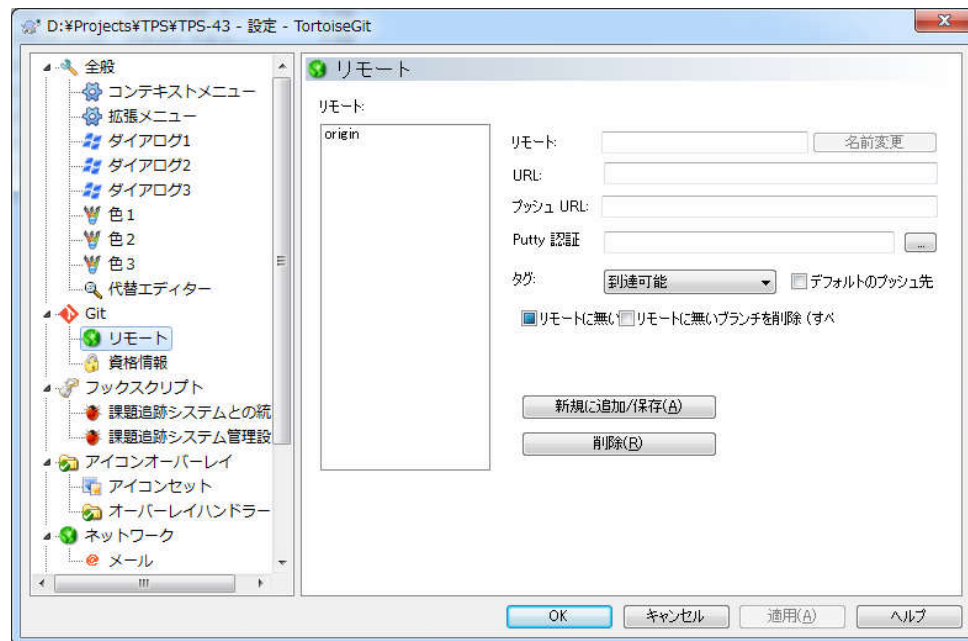 D:¥Projects¥TPS¥TPS-43 - 設定 - TortoiseGit
全般
コンテキストメニュー
拡張メニュー
ダイアログ1
ダイアログ2
ダイアログ3
色1
色2
色3
代替エディター
Git
リモート
資格情報
フックスクリプト
課題追跡システムとの統
課題追跡システム管理設
アイコンオーバーレイ
アイコンセット
オーバーレイハンドラー
ネットワーク
メール
リモート
リモート:
origin
リモート:
名前変更
URL:
プッシュ URL:
Putty 認証
...
タグ:
到達可能
デフォルトのプッシュ先
リモートに無い
リモートに無いブランチを削除 (すべ
新規に追加/保存(A)
削除(R)
OK
キャンセル
適用(A)
ヘルプ